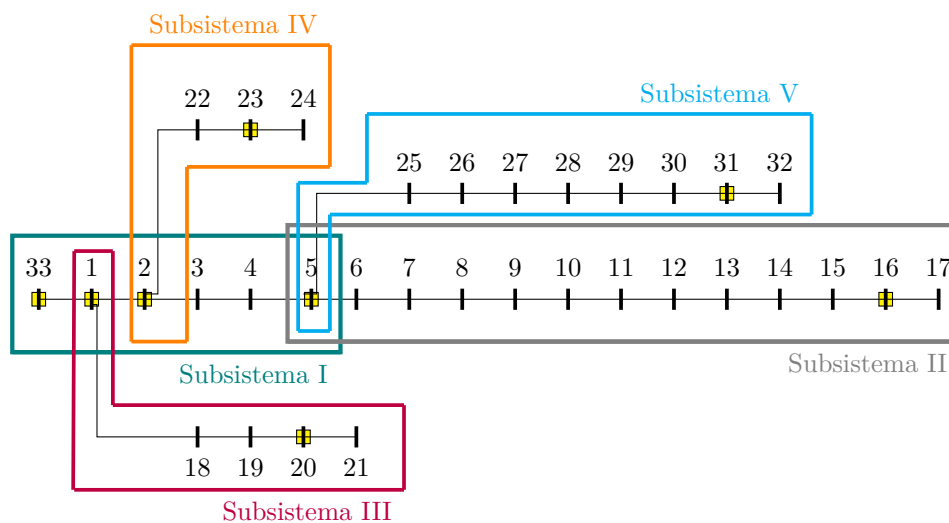 Subsistema IV
22 23 24
Subsistema V
25 26 27 28 29 30 31 32
33 1 2 3 4 5 6 7 8 9 10 11 12 13 14 15 16 17
Subsistema II
Subsistema I
18 19 20 21
Subsistema III